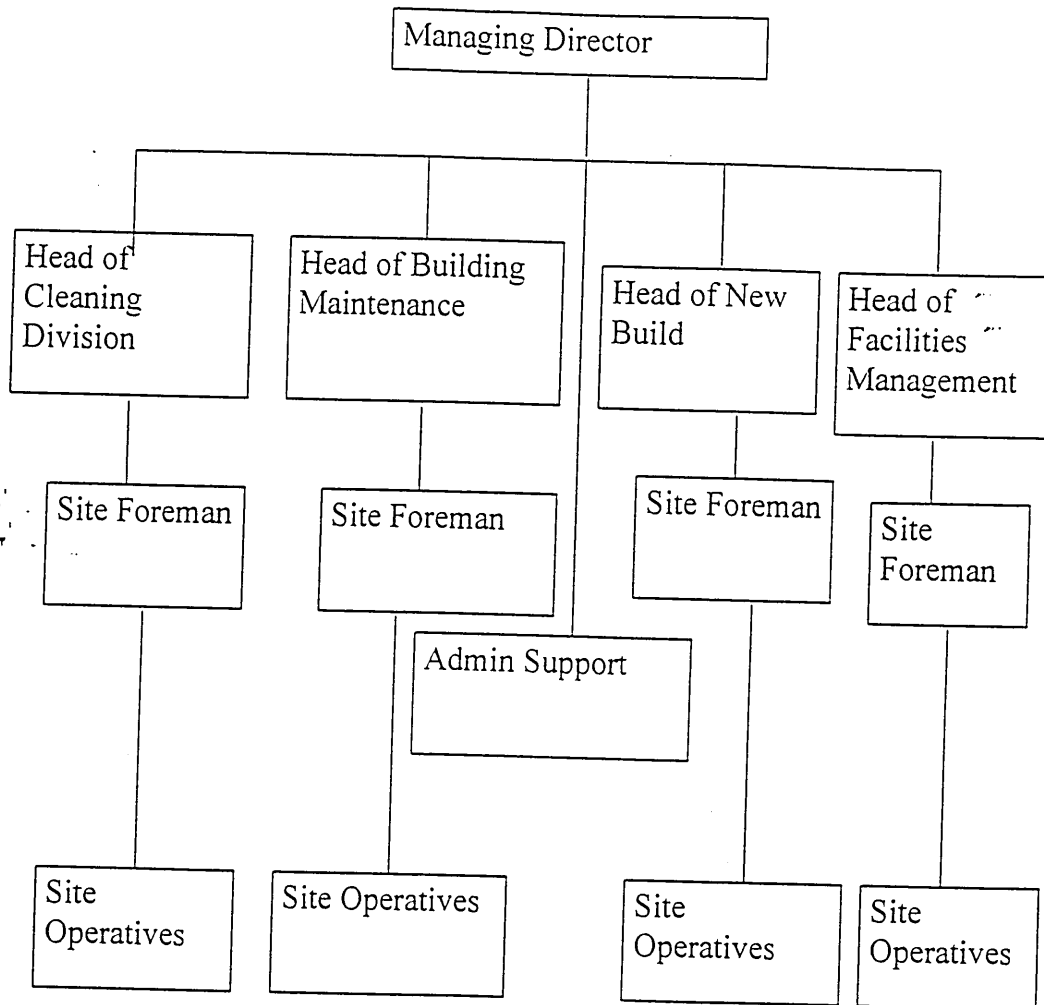 Managing Director
Head of
Cleaning
Division
Head of Building
Maintenance
Head of New
Build
Head of
Facilities
Management
Site Foreman
Site Foreman
Site Foreman
Site
Foreman
Admin Support
Site
Operatives
Site Operatives
Site
Operatives
Site
Operatives